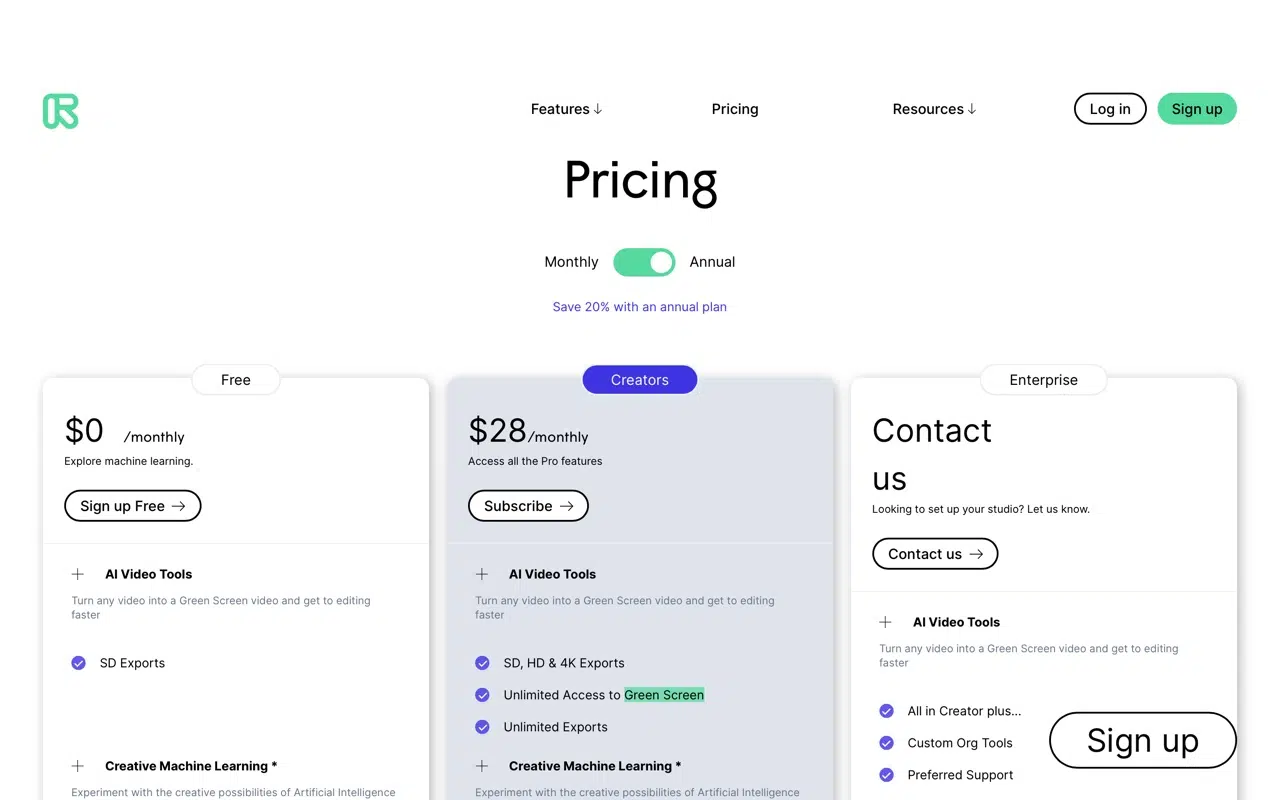 Features ↓ Pricing Resources ↓ Log in Sign up
Pricing
Monthly Annual
Save 20% with an annual plan
Free
$0 /monthly
Explore machine learning.
Sign up Free →
AI Video Tools
Turn any video into a Green Screen video and get to editing
faster
SD Exports
Creative Machine Learning *
Experiment with the creative possibilities of Artificial Intelligence
Creators
$28/monthly
Access all the Pro features
Subscribe →
AI Video Tools
Turn any video into a Green Screen video and get to editing
faster
SD, HD & 4K Exports
Unlimited Access to Green Screen
Unlimited Exports
Creative Machine Learning *
Experiment with the creative possibilities of Artificial Intelligence
Enterprise
Contact
us
Looking to set up your studio? Let us know.
Contact us →
AI Video Tools
Turn any video into a Green Screen video and get to editing
faster
All in Creator plus...
Custom Org Tools
Preferred Support
Sign up